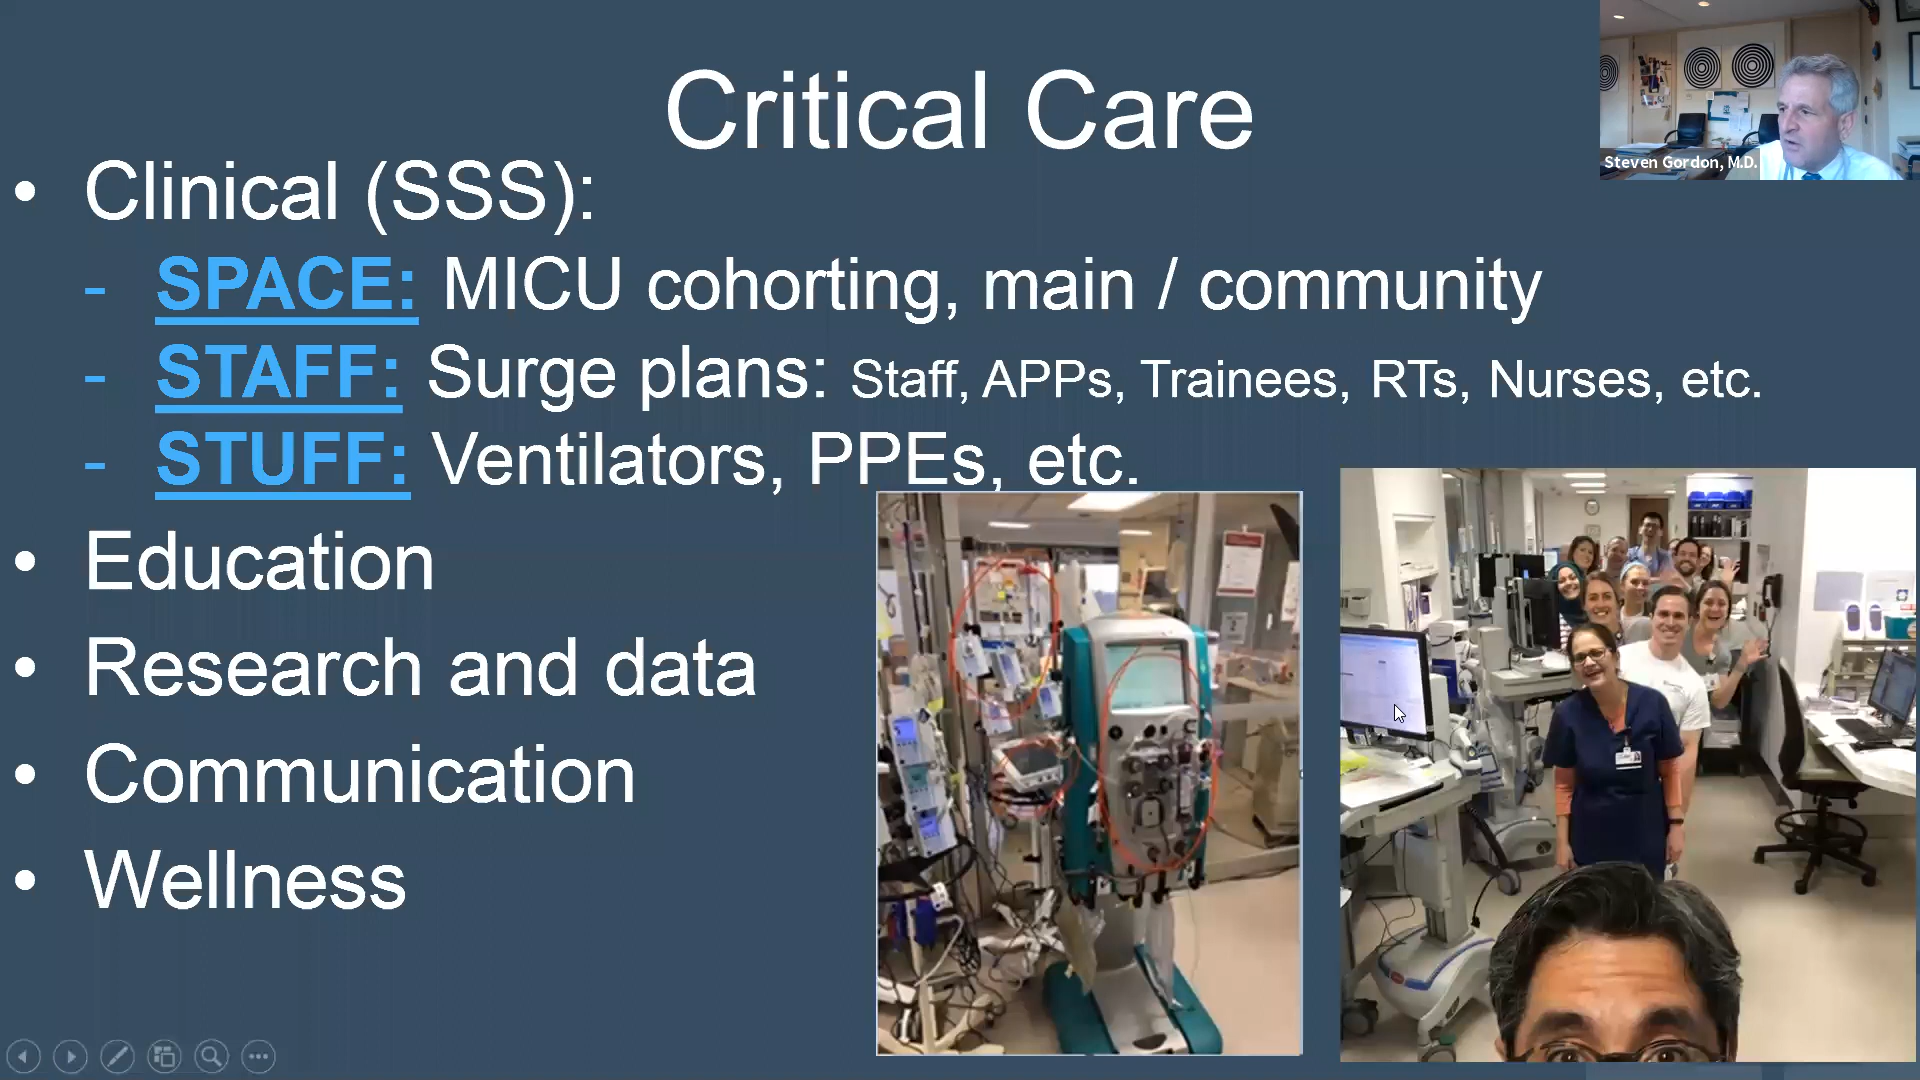 Critical Care
Steven Gordon, M.D.
• Clinical (SSS):
- SPACE: MICU cohorting, main / community
- STAFF: Surge plans: Staff, APPs, Trainees, RTs, Nurses, etc.
- STUFF: Ventilators, PPEs, etc.
• Education
• Research and data
• Communication
• Wellness